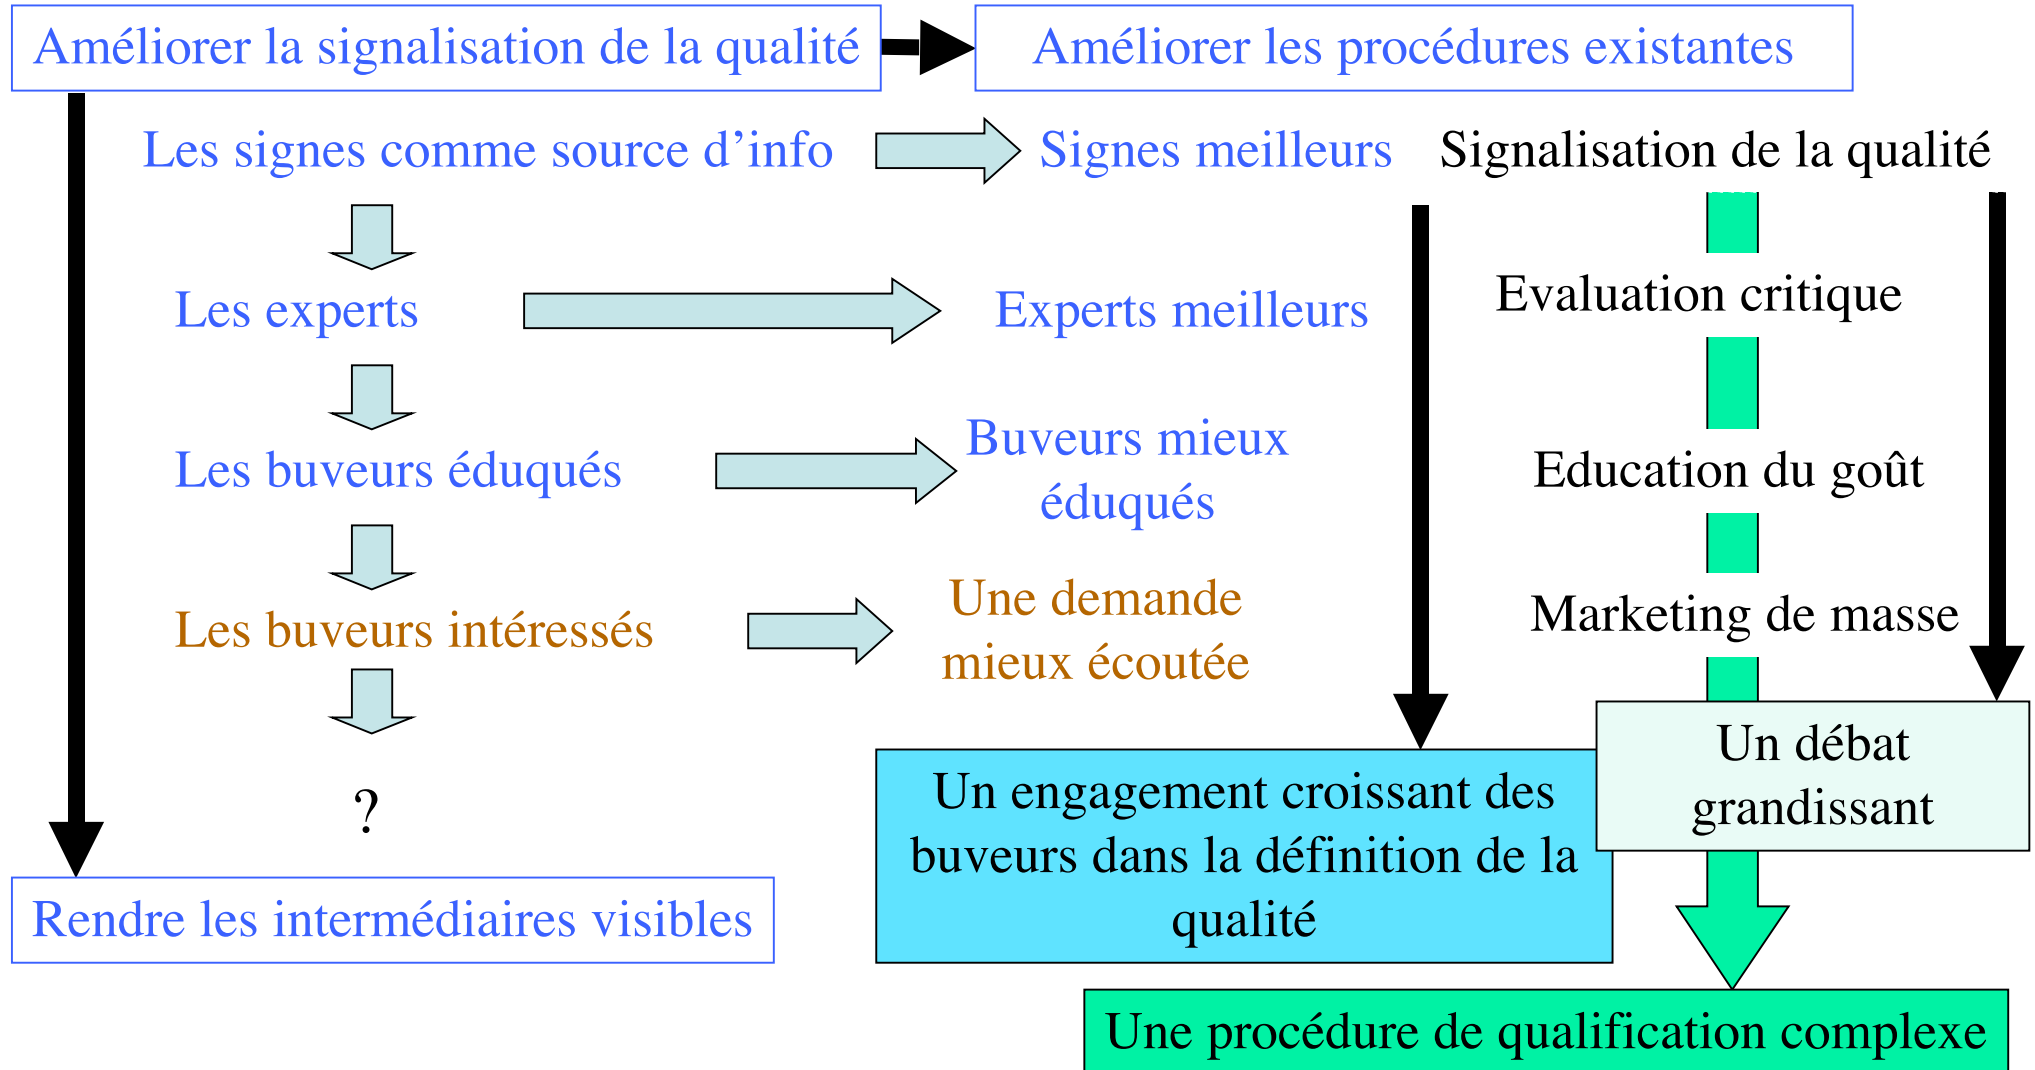 Améliorer la signalisation de la qualité
Améliorer les procédures existantes
Les signes comme source d’info
Signes meilleurs
Signalisation de la qualité
Les experts
Experts meilleurs
Evaluation critique
Les buveurs éduqués
Buveurs mieux
éduqués
Education du goût
Les buveurs intéressés
Une demande
mieux écoutée
Marketing de masse
?
Un engagement croissant des
buveurs dans la définition de la
qualité
Un débat
grandissant
Rendre les intermédiaires visibles
Une procédure de qualification complexe